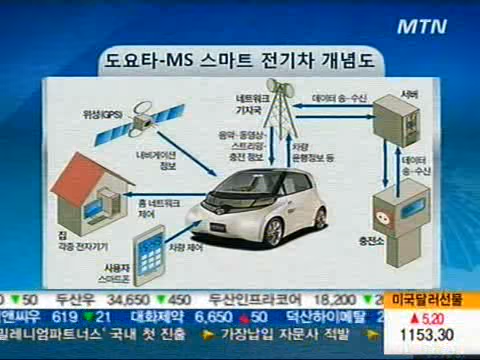 MTN
도요타-MS 스마트 전기차 개념도
위성(GPS)
네트워크
기지국
데이터 송-수신
서버
내비게이션
정보
음악·동영상
스트리밍·
충전 정보
차량
운행정보 등
데이터
송-수신
홈 네트워크
제어
집
각종 전자기기
차량 제어
사용자
스마트폰
충전소
▼50 두산우 34,650 ▼450 두산인프라코어 18,200
앤씨우 619 ▼21 대화제약 6,650 ▲50 덕산하이메탈
밀레니엄파트너스' 국내 첫 진출 ▶ 가장납입 자문사 적발 ▶
미국달러선물
▲ 5.20
1153.30